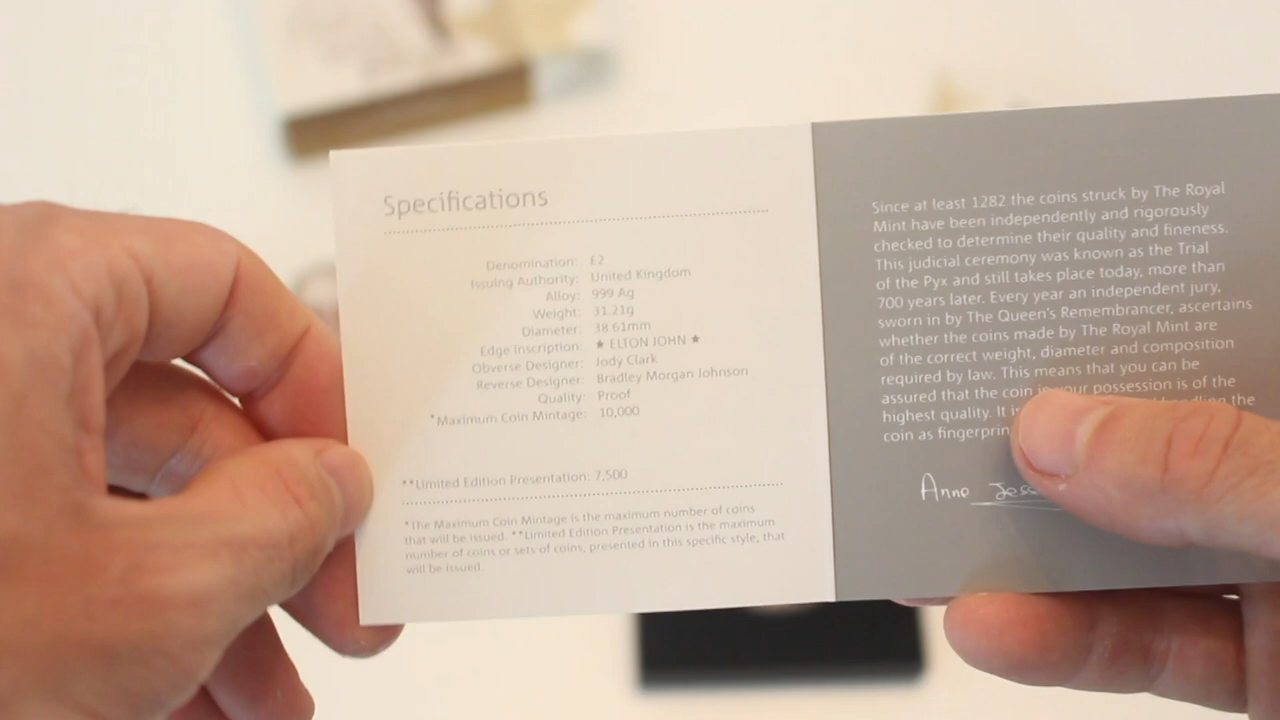 Specifications
Denomination: £2
Issuing Authority: United Kingdom
Alloy: 999 Ag
Weight: 31.21g
Diameter: 38.61mm
Edge Inscription: ★ ELTON JOHN ★
Obverse Designer: Jody Clark
Reverse Designer: Bradley Morgan Johnson
Quality: Proof
*Maximum Coin Mintage: 10,000
**Limited Edition Presentation: 7,500
*The Maximum Coin Mintage is the maximum number of coins
that will be issued. **Limited Edition Presentation is the maximum
number of coins or sets of coins, presented in this specific style, that
will be issued.
Since at least 1282 the coins struck by The Royal
Mint have been independently and rigorously
checked to determine their quality and fineness.
This judicial ceremony was known as the Trial
of the Pyx and still takes place today, more than
700 years later. Every year an independent jury,
sworn in by The Queen's Remembrancer, ascertains
whether the coins made by The Royal Mint are
of the correct weight, diameter and composition
required by law. This means that you can be
assured that the coin in your possession is of the
highest quality. It is handling the
coin as fingerprin
Anne Jess